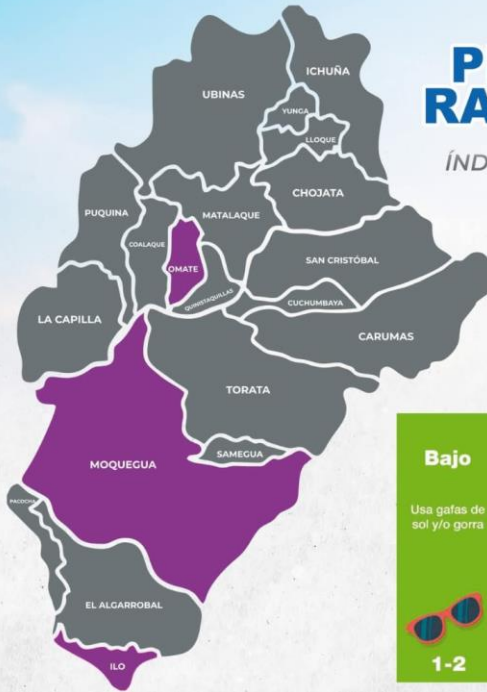 P
RA
ÍND
ICHUÑA
UBINAS
YUNGA
LLOQUE
CHOJATA
PUQUINA
MATALAQUE
COALAQUE
OMATE
SAN CRISTÓBAL
QUINISTAQUILLAS
CUCHUMBAYA
LA CAPILLA
CARUMAS
TORATA
SAMEGUA
MOQUEGUA
PACOCHA
EL ALGARROBAL
ILO
Bajo
Usa gafas de
sol y/o gorra
1-2